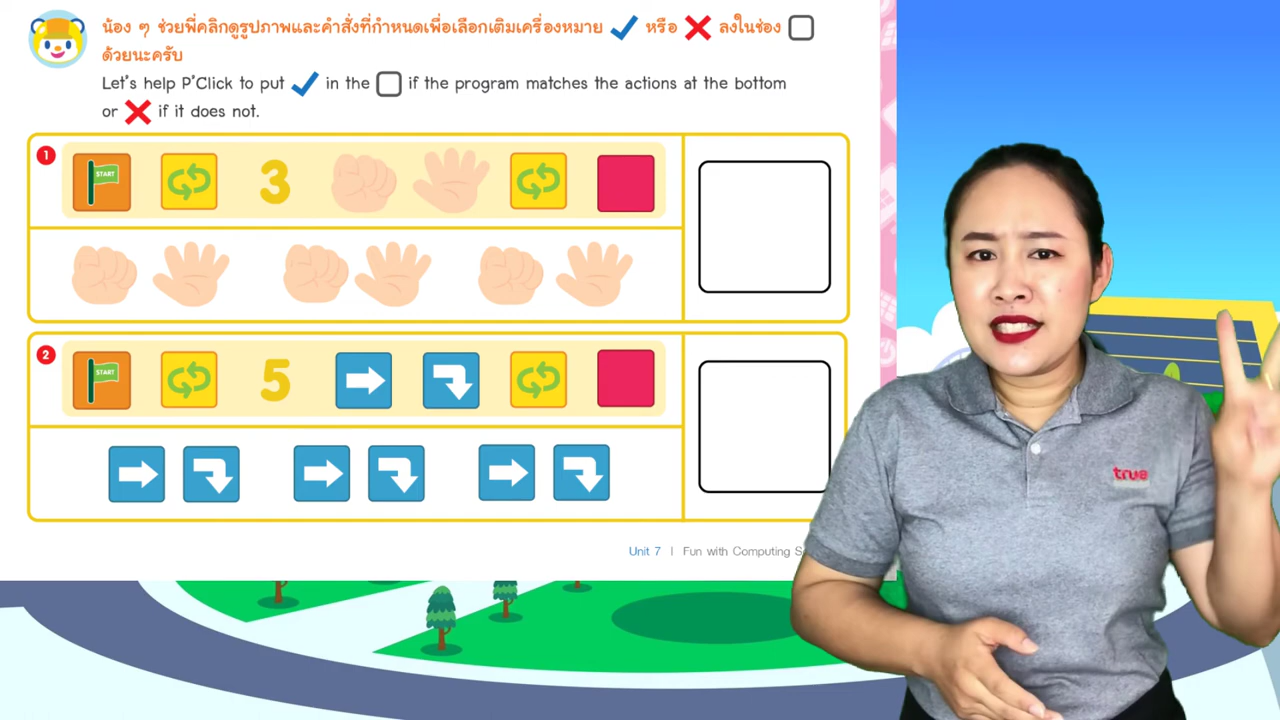 น้อง ๆ ช่วยพี่คลิกดูรูปภาพและคำสั่งที่กำหนดเพื่อเลือกเติมเครื่องหมาย หรือ ลงในช่อง
ด้วยนะครับ
Let's help P'Click to put in the if the program matches the actions at the bottom
or if it does not.
1
START 3
2
START 5
Unit 7 | Fun with Computing
true